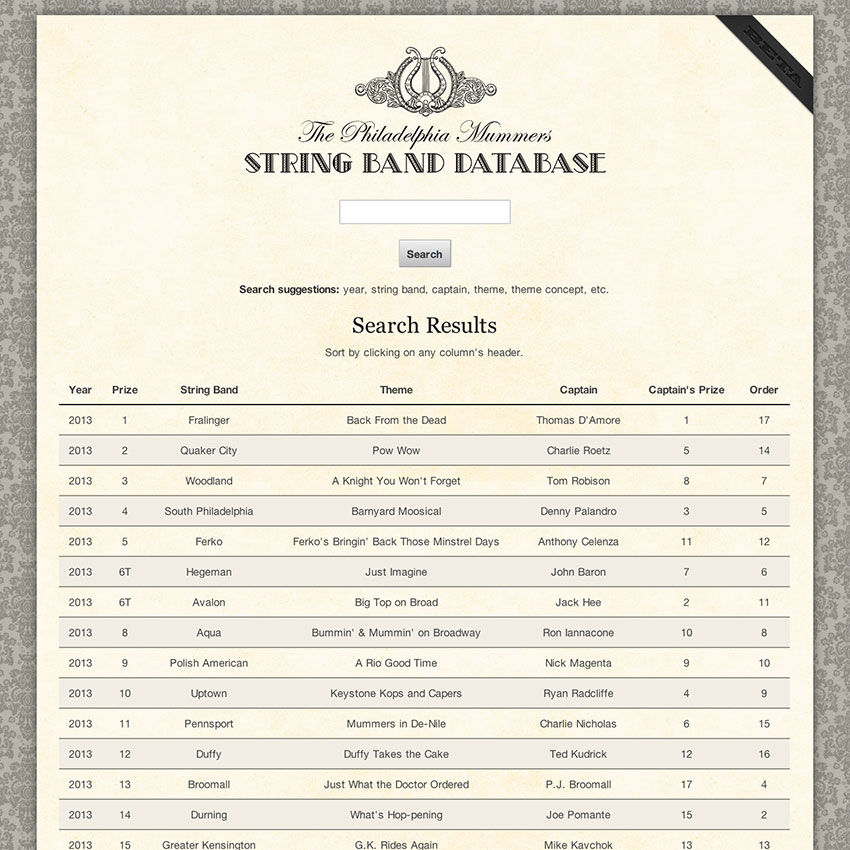 BETA
The Philadelphia Mummers
STRING BAND DATABASE
Search
Search suggestions: year, string band, captain, theme, theme concept, etc.
Search Results
Sort by clicking on any column's header.
Year Prize String Band Theme Captain Captain's Prize Order
2013 1 Fralinger Back From the Dead Thomas D'Amore 1 17
2013 2 Quaker City Pow Wow Charlie Roetz 5 14
2013 3 Woodland A Knight You Won't Forget Tom Robison 8 7
2013 4 South Philadelphia Barnyard Moosical Denny Palandro 3 5
2013 5 Ferko Ferko's Bringin' Back Those Minstrel Days Anthony Celenza 11 12
2013 6T Hegeman Just Imagine John Baron 7 6
2013 6T Avalon Big Top on Broad Jack Hee 2 11
2013 8 Aqua Bummin' & Mummin' on Broadway Ron Iannacone 10 8
2013 9 Polish American A Rio Good Time Nick Magenta 9 10
2013 10 Uptown Keystone Kops and Capers Ryan Radcliffe 4 9
2013 11 Pennsport Mummers in De-Nile Charlie Nicholas 6 15
2013 12 Duffy Duffy Takes the Cake Ted Kudrick 12 16
2013 13 Broomall Just What the Doctor Ordered P.J. Broomall 17 4
2013 14 Durning What's Hop-pening Joe Pomante 15 2
2013 15 Greater Kensington G.K. Rides Again Mike Kaychok 13 13